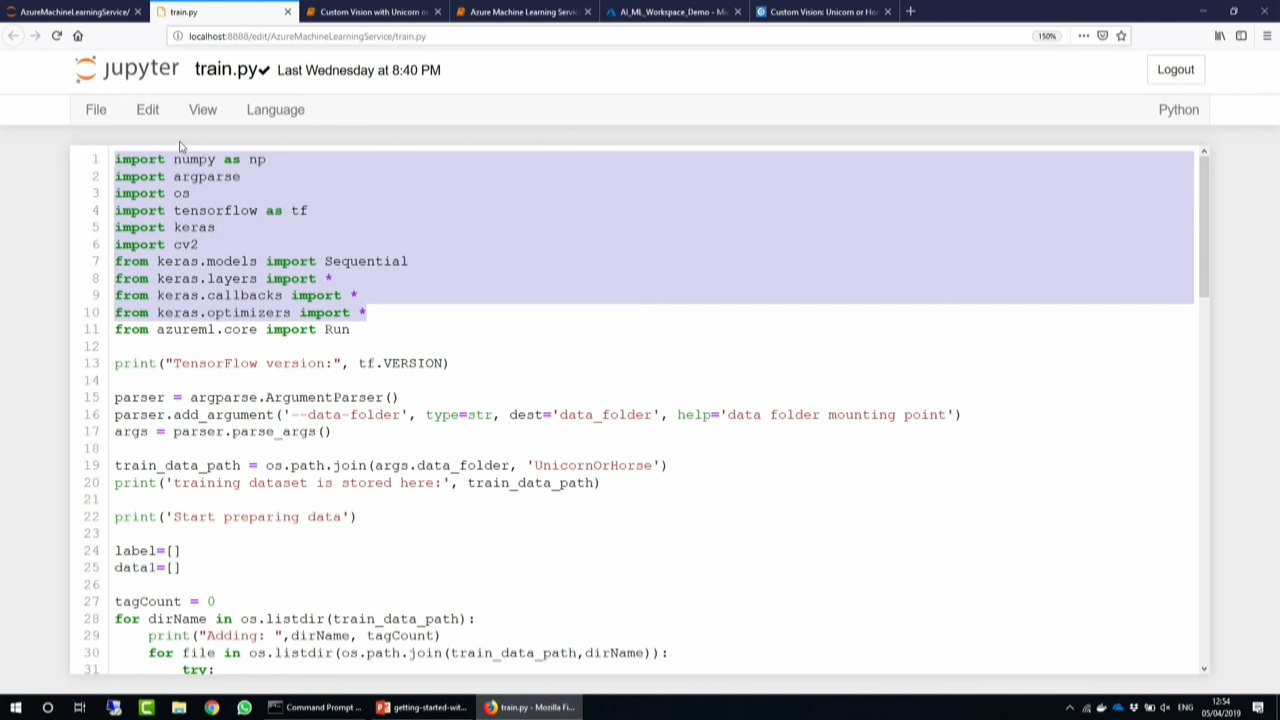 AzureMachineLearningService/
train.py
Custom Vision with Unicorn o
Azure Machine Learning Servic
AI_ML_Workspace_Demo - Mi
Custom Vision: Unicorn or Ho
localhost:8888/edit/AzureMachineLearningService/train.py
150%
jupyter train.py Last Wednesday at 8:40 PM
Logout
File Edit View Language
Python
1 import numpy as np
2 import argparse
3 import os
4 import tensorflow as tf
5 import keras
6 import cv2
7 from keras.models import Sequential
8 from keras.layers import *
9 from keras.callbacks import *
10 from keras.optimizers import *
11 from azureml.core import Run
12
13 print("TensorFlow version:", tf.VERSION)
14
15 parser = argparse.ArgumentParser()
16 parser.add_argument('--data-folder', type=str, dest='data_folder', help='data folder mounting point')
17 args = parser.parse_args()
18
19 train_data_path = os.path.join(args.data_folder, 'UnicornOrHorse')
20 print('training dataset is stored here:', train_data_path)
21
22 print('Start preparing data')
23
24 label=[]
25 data1=[]
26
27 tagCount = 0
28 for dirName in os.listdir(train_data_path):
29 print("Adding: ",dirName, tagCount)
30 for file in os.listdir(os.path.join(train_data_path,dirName)):
31 try:
Command Prompt ...
getting-started-wit...
train.py - Mozilla Fi...
ENG
12:54
05/04/2019